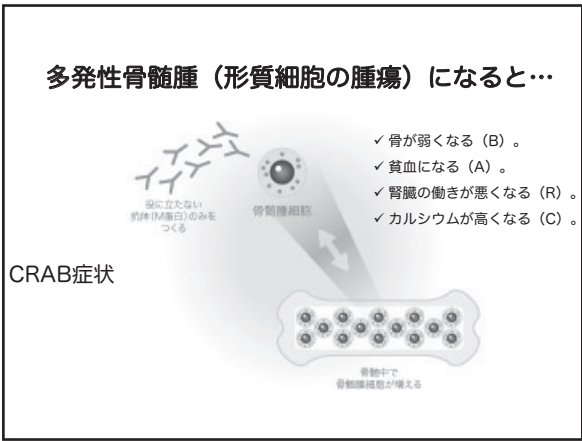 多発性骨髄腫（形質細胞の腫瘍）になると…
✓ 骨が弱くなる（B）。
✓ 貧血になる（A）。
✓ 腎臓の働きが悪くなる（R）。
✓ カルシウムが高くなる（C）。
役に立たない
抗体（M蛋白）のみを
つくる
骨髄腫細胞
CRAB症状
骨髄中で
骨髄腫細胞が増える